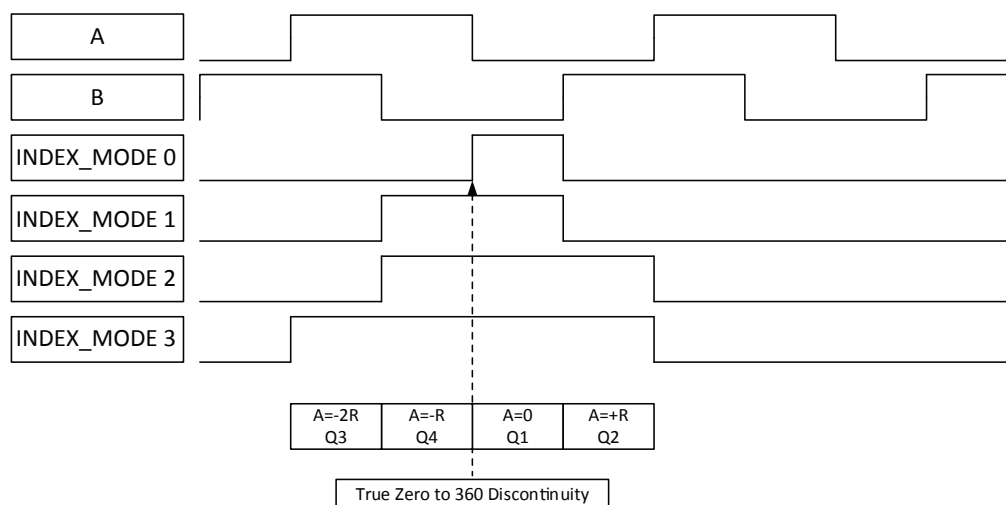 A
B
INDEX_MODE 0
INDEX_MODE 1
INDEX_MODE 2
INDEX_MODE 3
A=-2R A=-R A=0 A=+R
Q3 Q4 Q1 Q2
True Zero to 360 Discontinuity